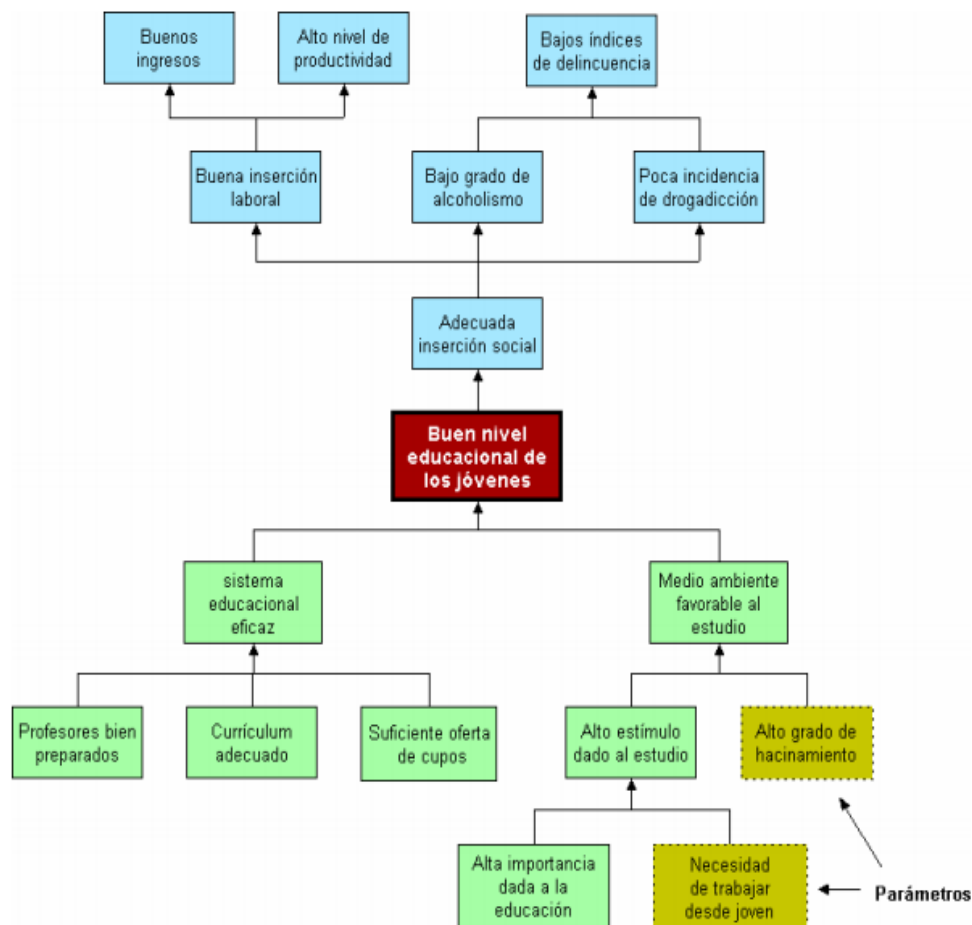 Buenos
ingresos
Alto nivel de
productividad
Bajos índices
de delincuencia
Buena inserción
laboral
Bajo grado de
alcoholismo
Poca incidencia
de drogadicción
Adecuada
inserción social
Buen nivel
educacional de
los jóvenes
sistema
educacional
eficaz
Medio ambiente
favorable al
estudio
Profesores bien
preparados
Currículum
adecuado
Suficiente oferta
de cupos
Alto estímulo
dado al estudio
Alto grado de
hacinamiento
Alta importancia
dada a la
educación
Necesidad
de trabajar
desde joven
Parámetros